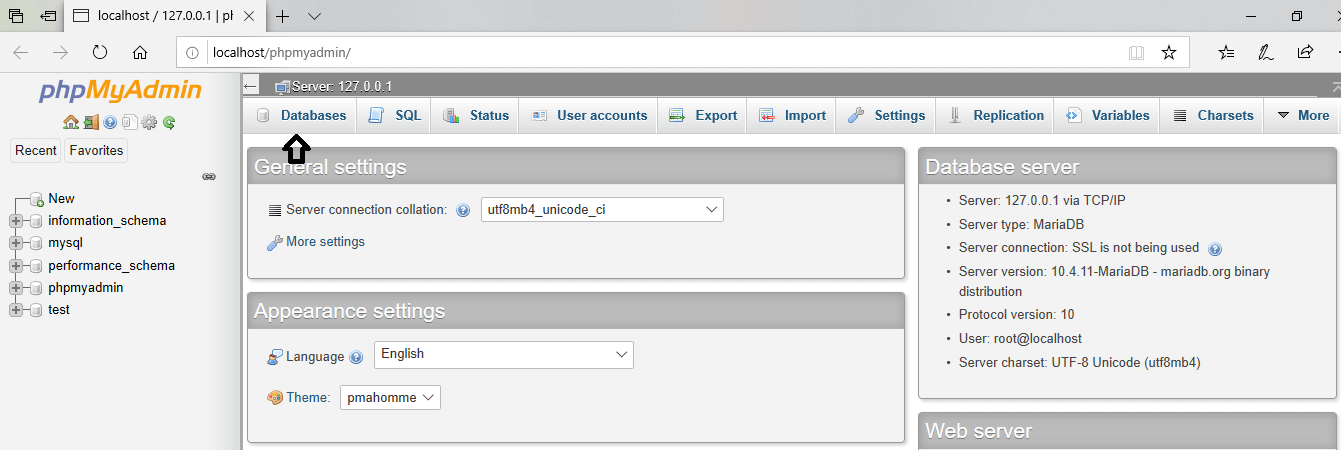 localhost / 127.0.0.1 | pl
localhost/phpmyadmin/
phpMyAdmin
Recent
Favorites
New
information_schema
mysql
performance_schema
phpmyadmin
test
Server: 127.0.0.1
Databases
SQL
Status
User accounts
Export
Import
Settings
Replication
Variables
Charsets
More
General settings
Server connection collation:
utf8mb4_unicode_ci
More settings
Appearance settings
Language
English
Theme:
pmahomme
Database server
• Server: 127.0.0.1 via TCP/IP
• Server type: MariaDB
• Server connection: SSL is not being used
• Server version: 10.4.11-MariaDB - mariadb.org binary
distribution
• Protocol version: 10
• User: root@localhost
• Server charset: UTF-8 Unicode (utf8mb4)
Web server